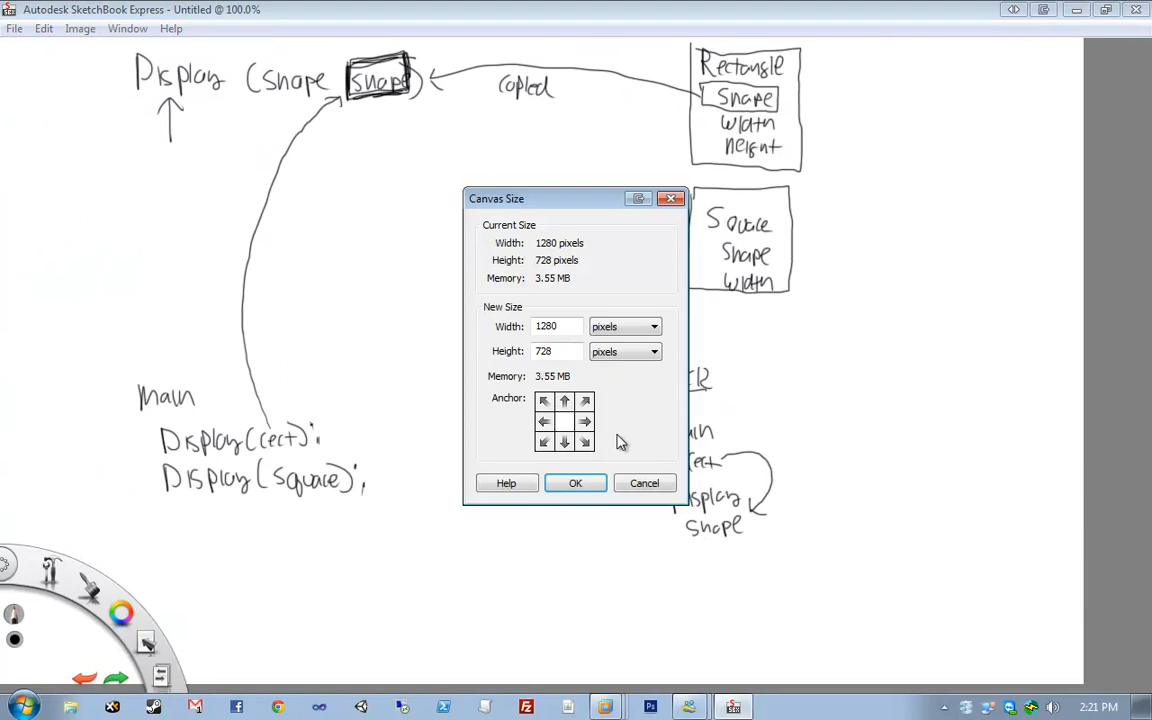 Autodesk SketchBook Express - Untitled @ 100.0%
File Edit Image Window Help
Display (shape shape)
copied
Rectangle
Shape
width
height
Square
Shape
width
Canvas Size
Current Size
Width: 1280 pixels
Height: 728 pixels
Memory: 3.55 MB
New Size
Width: 1280 pixels
Height: 728 pixels
Memory: 3.55 MB
Anchor:
Help OK Cancel
main
Display(rect);
Display(square);
Display
shape
2:21 PM